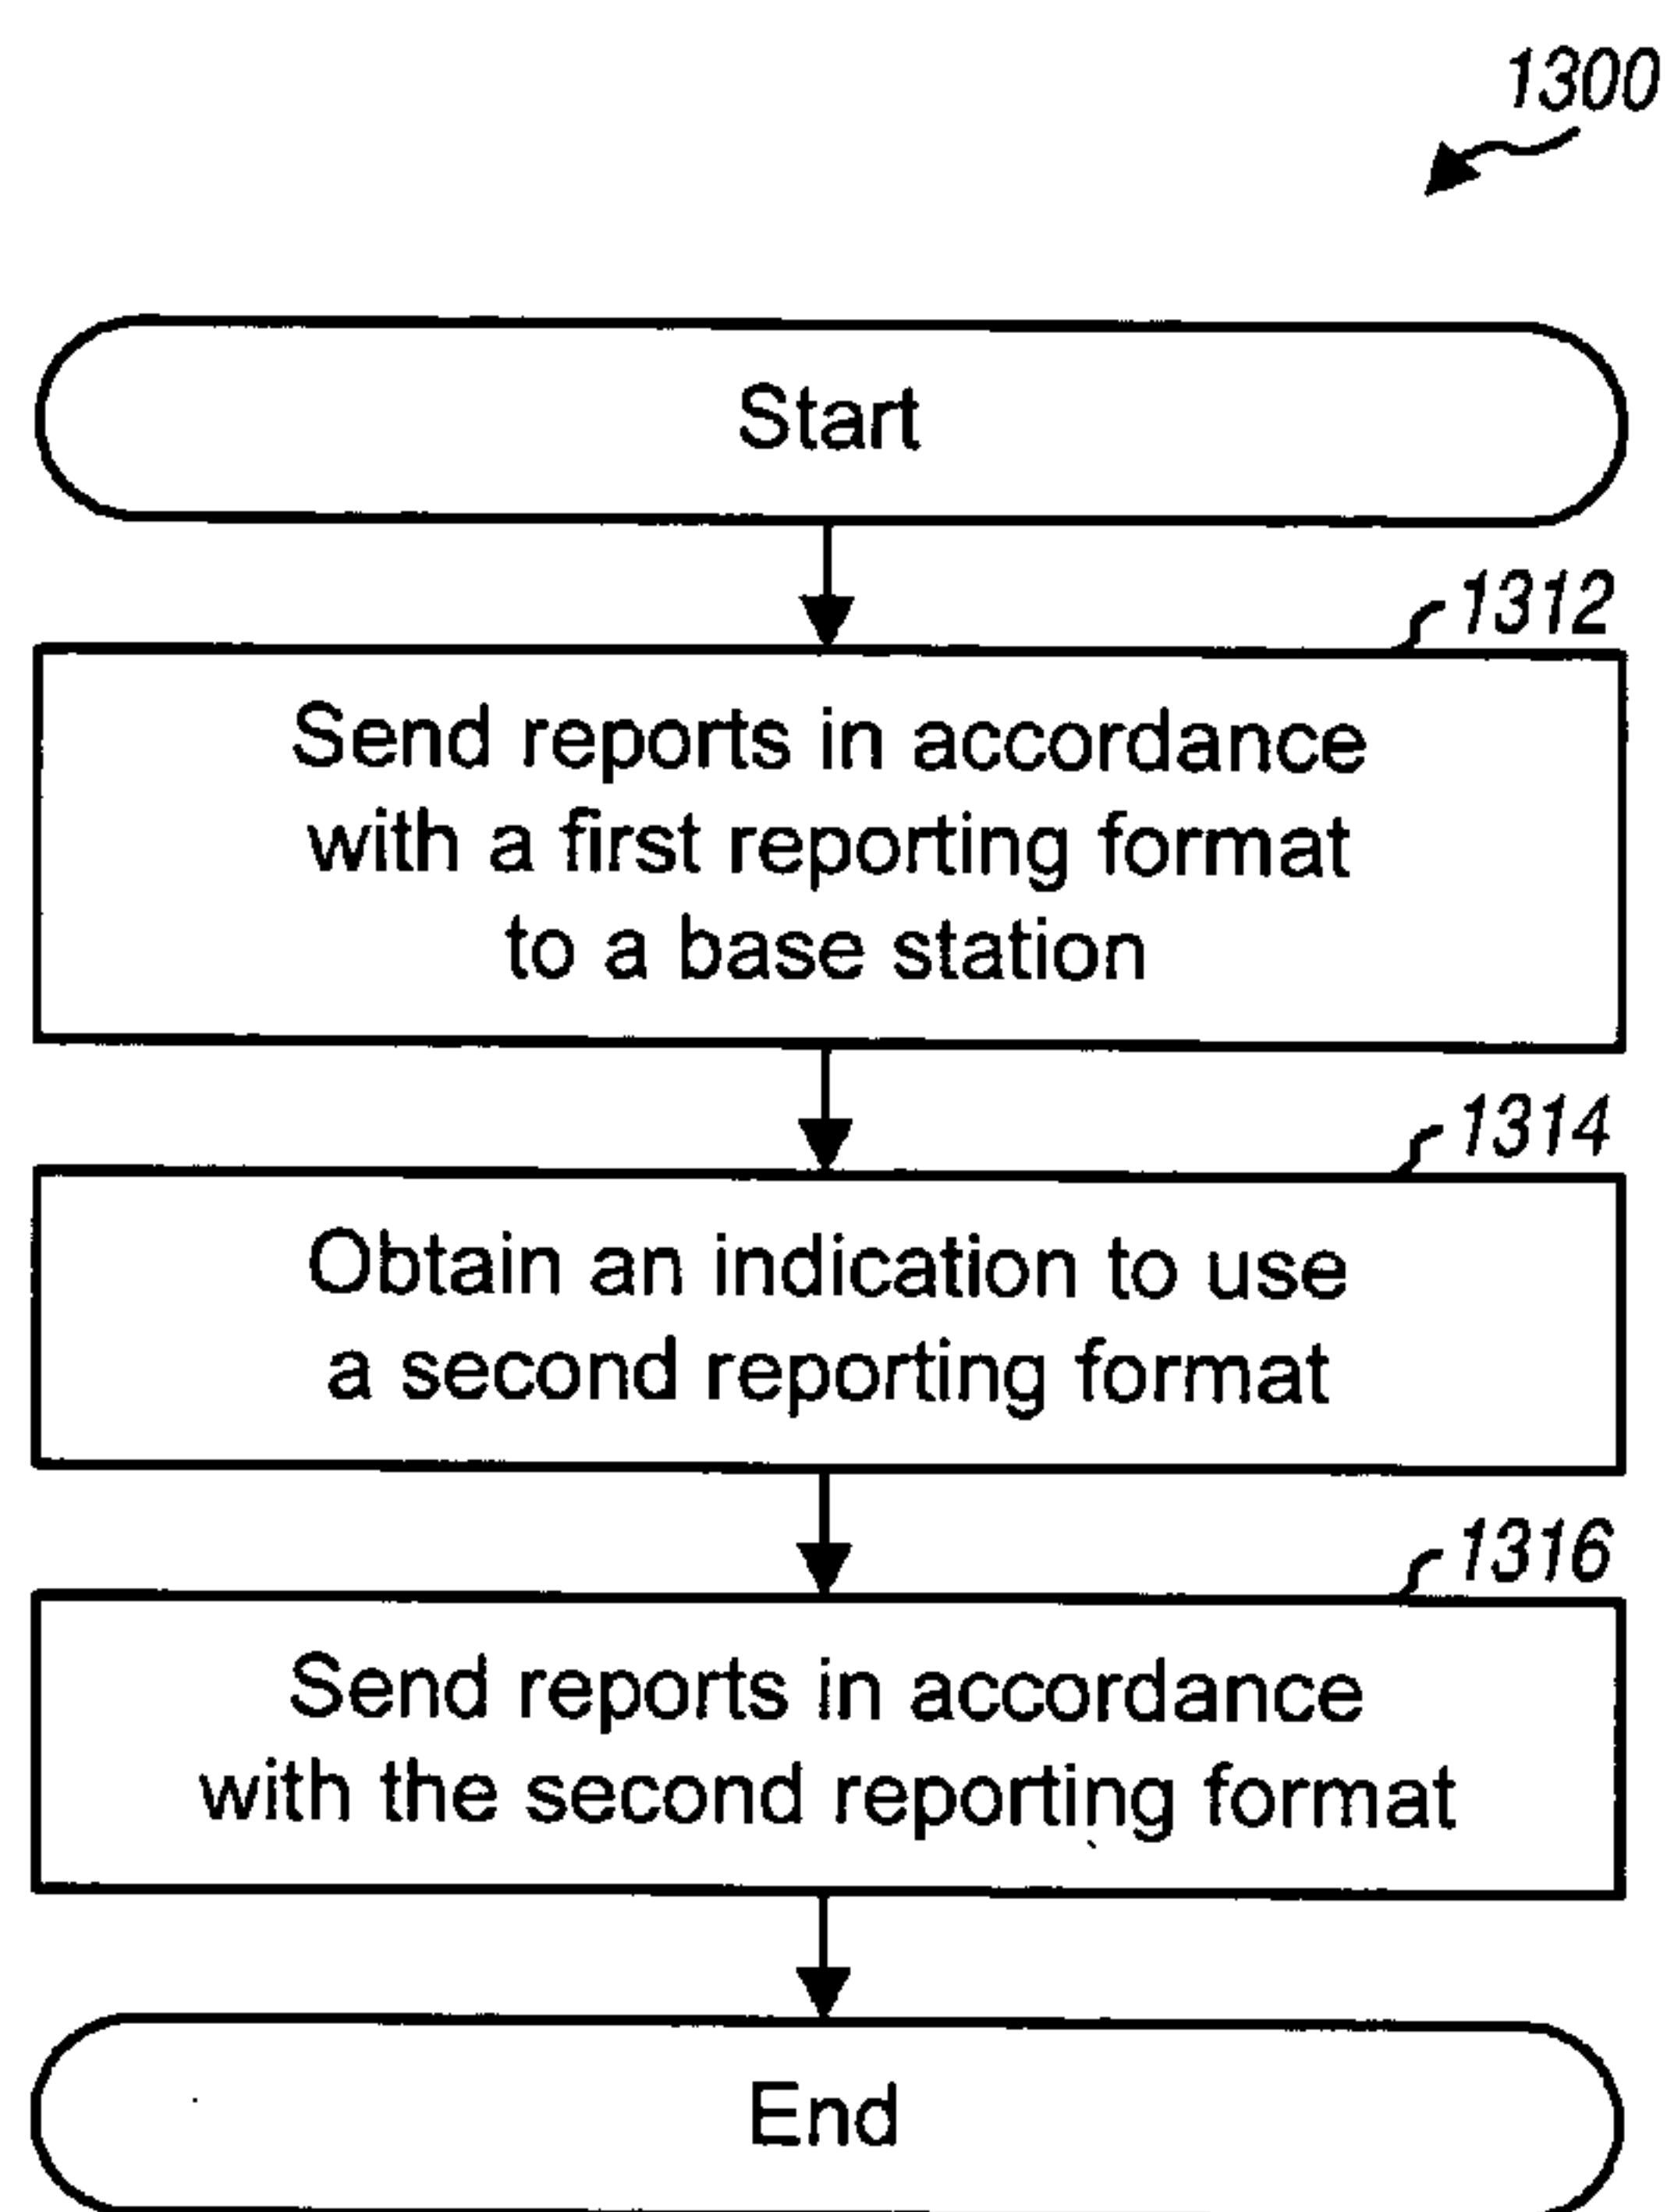 1300
Start
1312
Send reports in accordance
with a first reporting format
to a base station
1314
Obtain an indication to use
a second reporting format
1316
Send reports in accordance
with the second reporting format
End